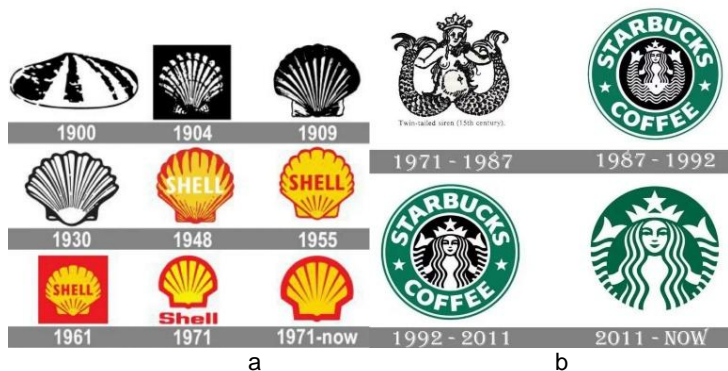 1900 1904 1909
1930
SHELL
1948
SHELL
1955
SHELL
1961
Shell
1971
1971-now
a
Twin-tailed siren (15th century).
1971 - 1987
STARBUCKS
COFFEE
1987 - 1992
STARBUCKS
COFFEE
1992 - 2011
2011 - NOW
b